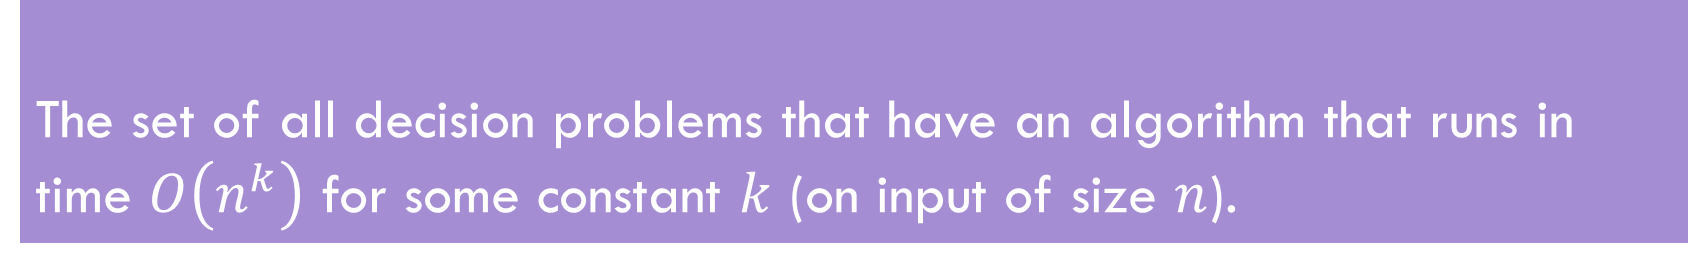 The set of all decision problems that have an algorithm that runs in
time 𝑂(𝑛ᵏ) for some constant 𝑘 (on input of size 𝑛).